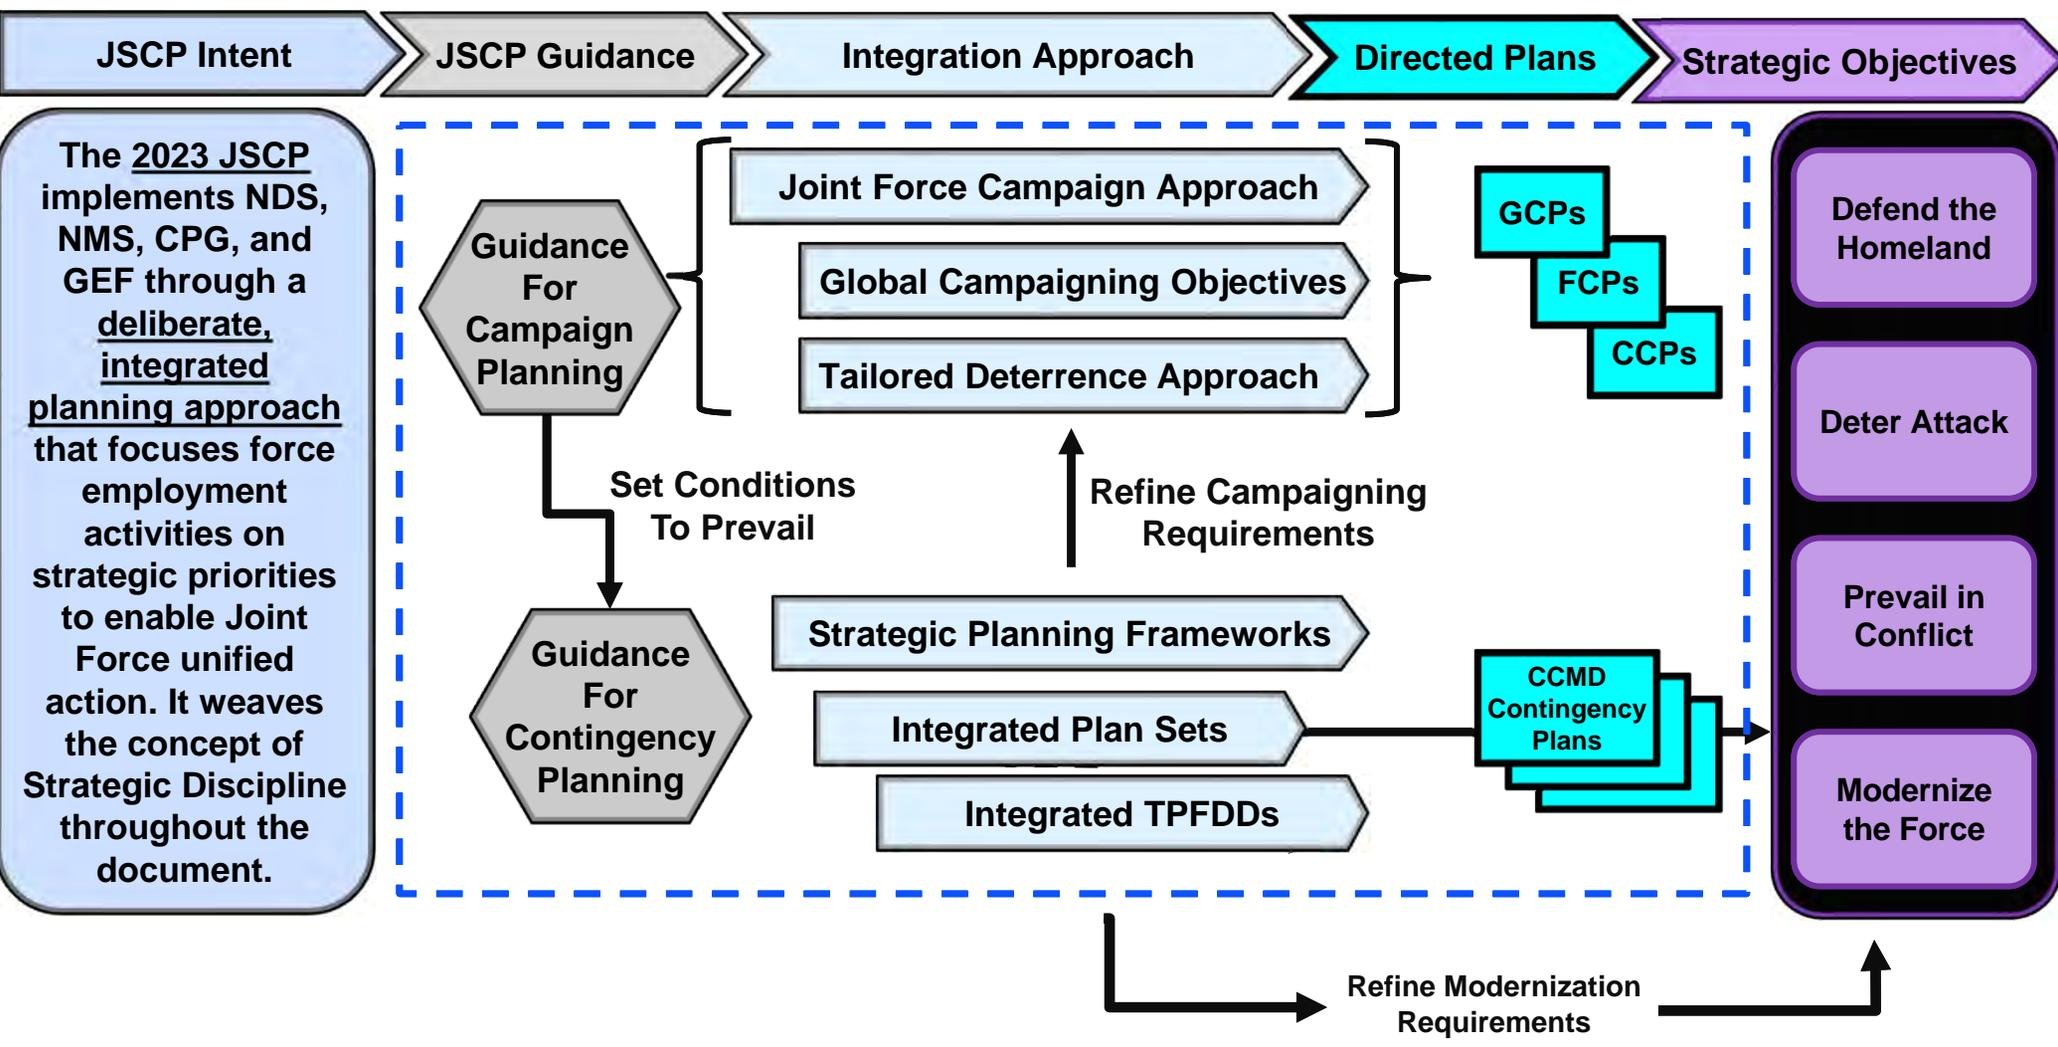 JSCP Intent
JSCP Guidance
Integration Approach
Directed Plans
Strategic Objectives
The 2023 JSCP
implements NDS,
NMS, CPG, and
GEF through a
deliberate,
integrated
planning approach
that focuses force
employment
activities on
strategic priorities
to enable Joint
Force unified
action. It weaves
the concept of
Strategic Discipline
throughout the
document.
Guidance
For
Campaign
Planning
Joint Force Campaign Approach
Global Campaigning Objectives
Tailored Deterrence Approach
GCPs
FCPs
CCPs
Set Conditions
To Prevail
Refine Campaigning
Requirements
Guidance
For
Contingency
Planning
Strategic Planning Frameworks
Integrated Plan Sets
Integrated TPFDDs
CCMD
Contingency
Plans
Defend the
Homeland
Deter Attack
Prevail in
Conflict
Modernize
the Force
Refine Modernization
Requirements